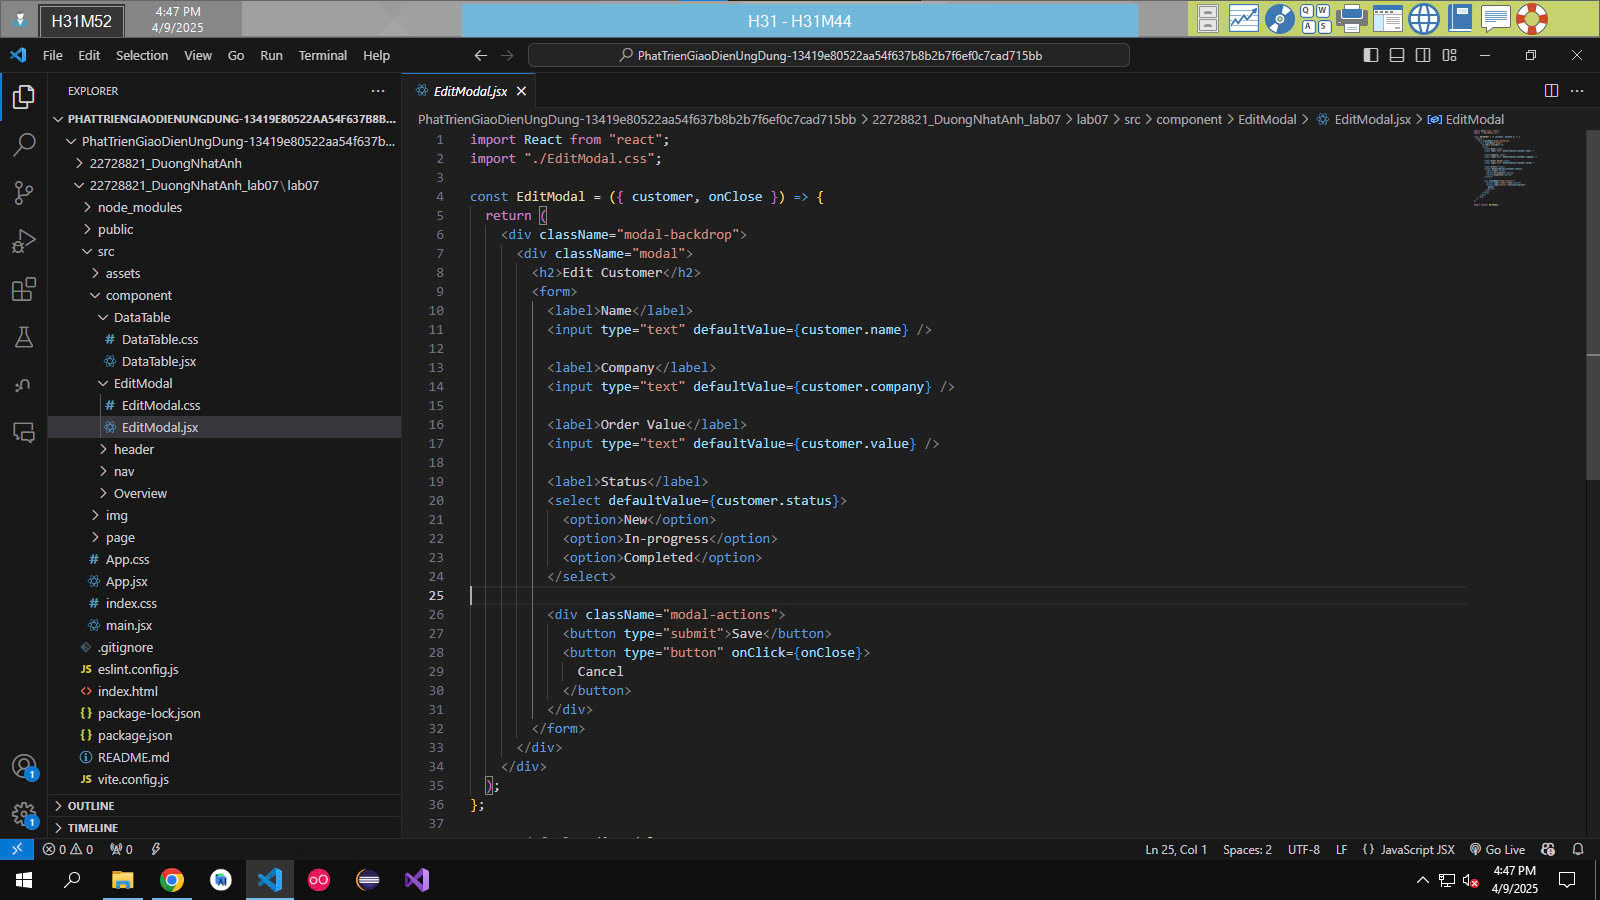 H31M52
4:47 PM
4/9/2025
H31 - H31M44
File Edit Selection View Go Run Terminal Help
PhatTrienGiaoDienUngDung-13419e80522aa54f637b8b2b7f6ef0c7cad715bb
EXPLORER
PHATTRIENGIAODIENUNGDUNG-13419E80522AA54F637B8B...
PhatTrienGiaoDienUngDung-13419e80522aa54f637b...
22728821_DuongNhatAnh
22728821_DuongNhatAnh_lab07\lab07
node_modules
public
src
assets
component
DataTable
# DataTable.css
DataTable.jsx
EditModal
# EditModal.css
EditModal.jsx
header
nav
Overview
img
page
# App.css
App.jsx
# index.css
main.jsx
.gitignore
JS eslint.config.js
<> index.html
{} package-lock.json
{} package.json
README.md
JS vite.config.js
OUTLINE
TIMELINE
EditModal.jsx
PhatTrienGiaoDienUngDung-13419e80522aa54f637b8b2b7f6ef0c7cad715bb > 22728821_DuongNhatAnh_lab07 > lab07 > src > component > EditModal > EditModal.jsx > EditModal
1 import React from "react";
2 import "./EditModal.css";
3
4 const EditModal = ({ customer, onClose }) => {
5 return (
6 <div className="modal-backdrop">
7 <div className="modal">
8 <h2>Edit Customer</h2>
9 <form>
10 <label>Name</label>
11 <input type="text" defaultValue={customer.name} />
12
13 <label>Company</label>
14 <input type="text" defaultValue={customer.company} />
15
16 <label>Order Value</label>
17 <input type="text" defaultValue={customer.value} />
18
19 <label>Status</label>
20 <select defaultValue={customer.status}>
21 <option>New</option>
22 <option>In-progress</option>
23 <option>Completed</option>
24 </select>
25
26 <div className="modal-actions">
27 <button type="submit">Save</button>
28 <button type="button" onClick={onClose}>
29 Cancel
30 </button>
31 </div>
32 </form>
33 </div>
34 </div>
35 );
36 };
37
0 0 0
Ln 25, Col 1 Spaces: 2 UTF-8 LF {} JavaScript JSX Go Live
4:47 PM
4/9/2025